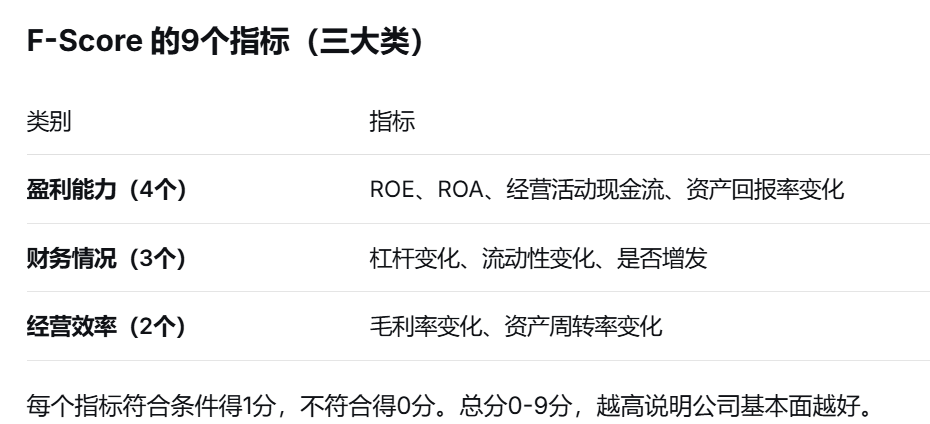 F-Score 的9个指标（三大类）
类别 指标
盈利能力（4个） ROE、ROA、经营活动现金流、资产回报率变化
财务情况（3个） 杠杆变化、流动性变化、是否增发
经营效率（2个） 毛利率变化、资产周转率变化
每个指标符合条件得1分，不符合得0分。总分0-9分，越高说明公司基本面越好。